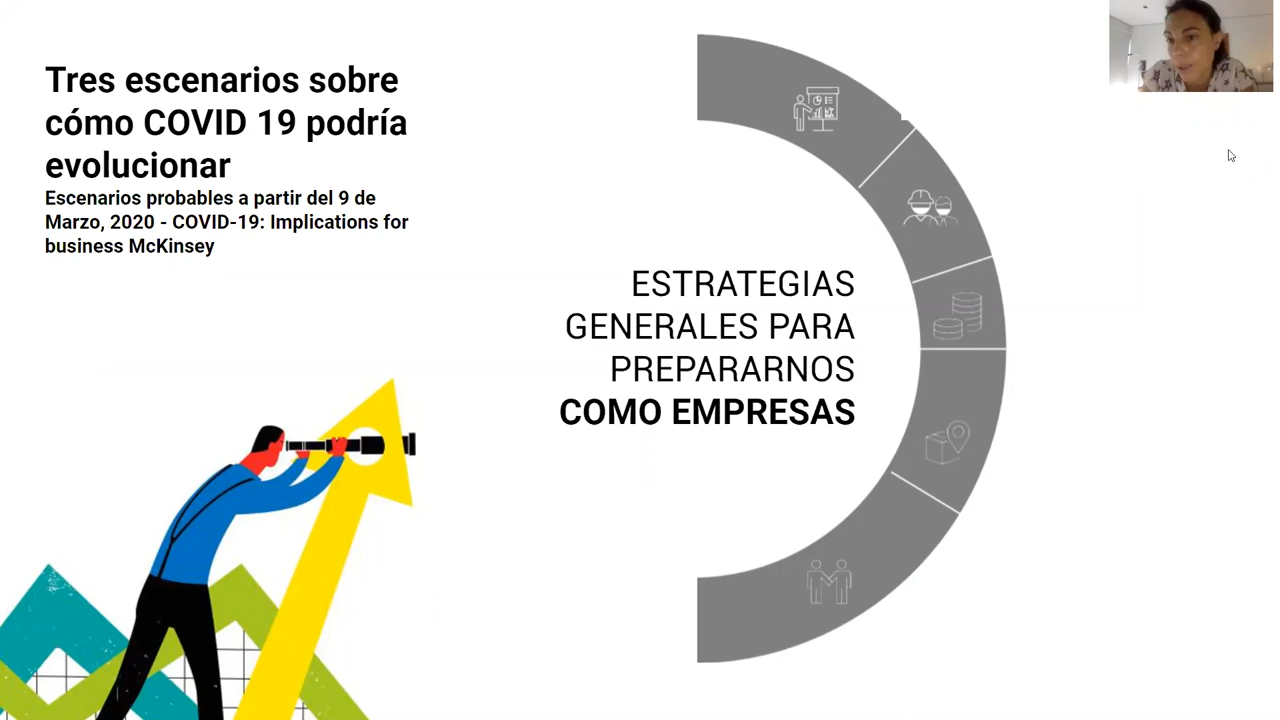 Tres escenarios sobre
cómo COVID 19 podría
evolucionar
Escenarios probables a partir del 9 de
Marzo, 2020 - COVID-19: Implications for
business McKinsey
ESTRATEGIAS
GENERALES PARA
PREPARARNOS
COMO EMPRESAS